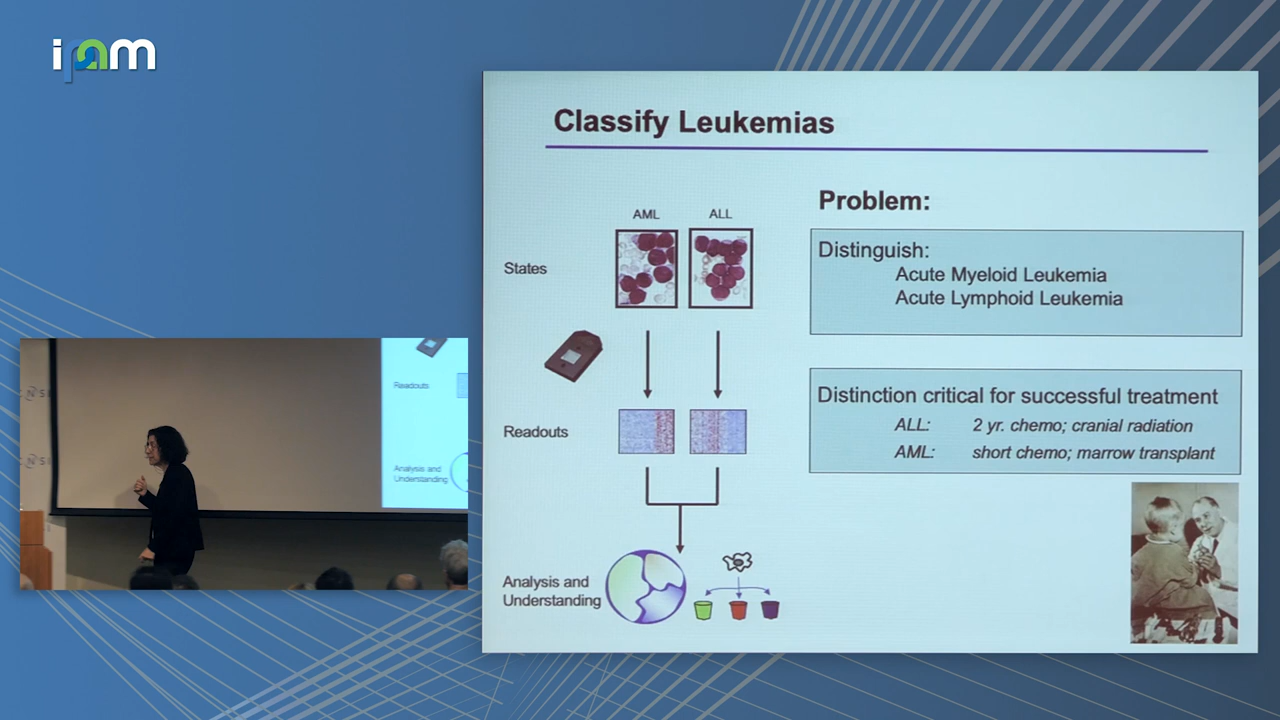 ipam
Classify Leukemias
Problem:
AML
ALL
States
Distinguish:
Acute Myeloid Leukemia
Acute Lymphoid Leukemia
Distinction critical for successful treatment
ALL: 2 yr. chemo; cranial radiation
AML: short chemo; marrow transplant
Readouts
Analysis and
Understanding
Readouts
Analysis and
Understanding